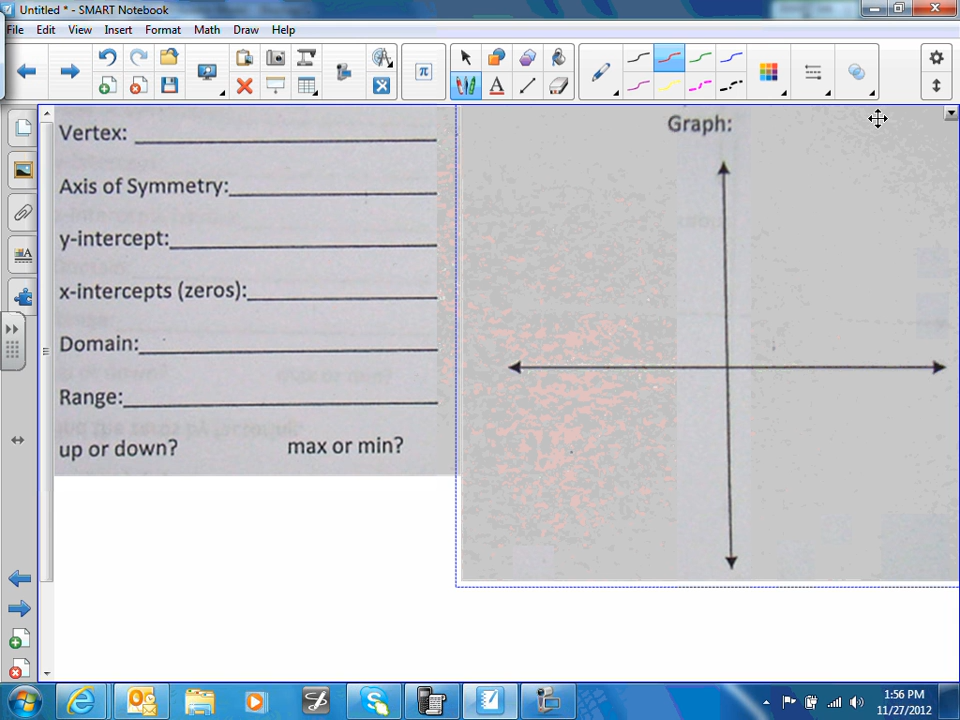 Untitled * - SMART Notebook
File Edit View Insert Format Math Draw Help
π
A
Graph:
Vertex:
Axis of Symmetry:
y-intercept:
x-intercepts (zeros):
Domain:
Range:
up or down? max or min?
1:56 PM
11/27/2012